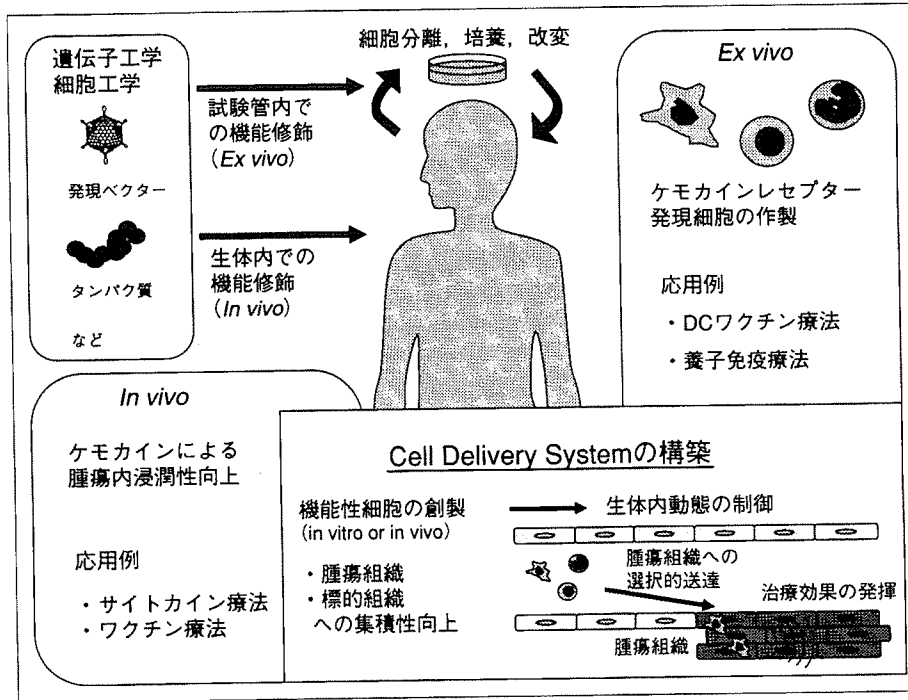 遺伝子工学
細胞工学
発現ベクター
タンパク質
など
細胞分離，培養，改変
試験管内で
の機能修飾
(Ex vivo)
生体内での
機能修飾
(In vivo)
Ex vivo
ケモカインレセプター
発現細胞の作製
応用例
・DCワクチン療法
・養子免疫療法
In vivo
ケモカインによる
腫瘍内浸潤性向上
応用例
・サイトカイン療法
・ワクチン療法
Cell Delivery Systemの構築
機能性細胞の創製
(in vitro or in vivo)
・腫瘍組織
・標的組織
への集積性向上
生体内動態の制御
腫瘍組織への
選択的送達
治療効果の発揮
腫瘍組織